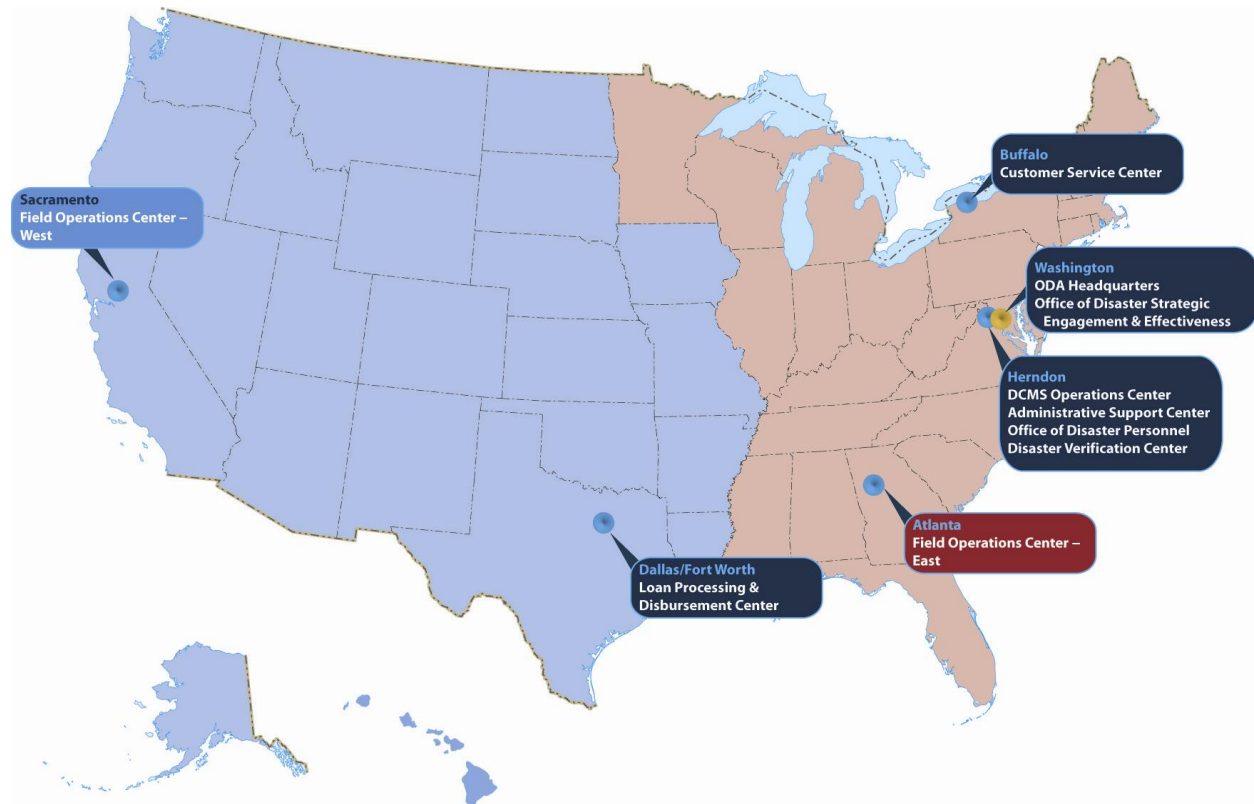 Buffalo
Customer Service Center
Sacramento
Field Operations Center –
West
Washington
ODA Headquarters
Office of Disaster Strategic
Engagement & Effectiveness
Herndon
DCMS Operations Center
Administrative Support Center
Office of Disaster Personnel
Disaster Verification Center
Atlanta
Field Operations Center –
East
Dallas/Fort Worth
Loan Processing &
Disbursement Center